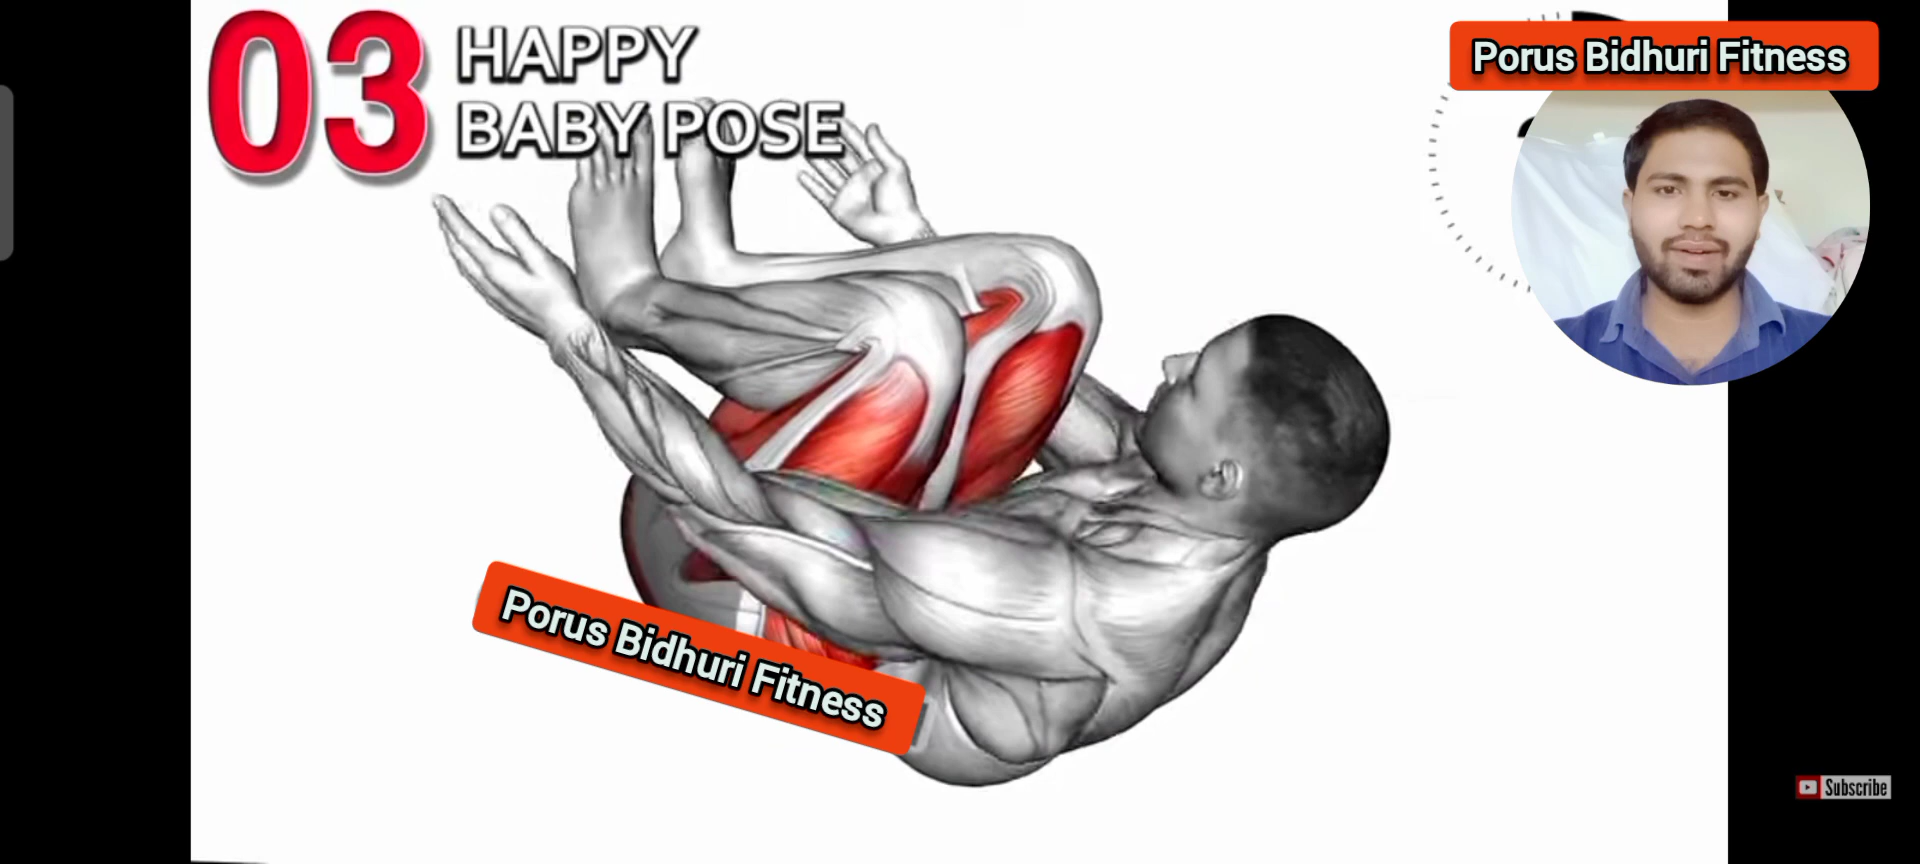 03
HAPPY
BABY POSE
Porus Bidhuri Fitness
Porus Bidhuri Fitness
Subscribe